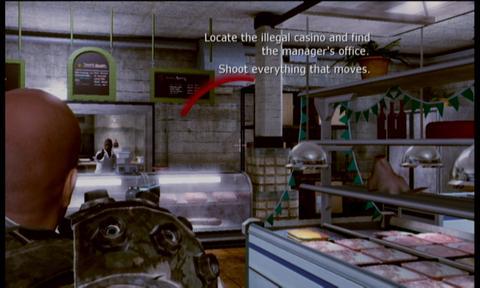 Locate the illegal casino and find
the manager's office.
Shoot everything that moves.